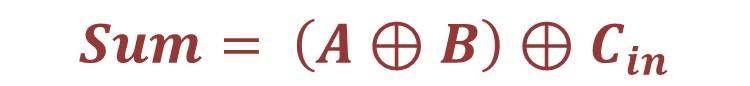 Sum = (A ⊕ B) ⊕ C_in